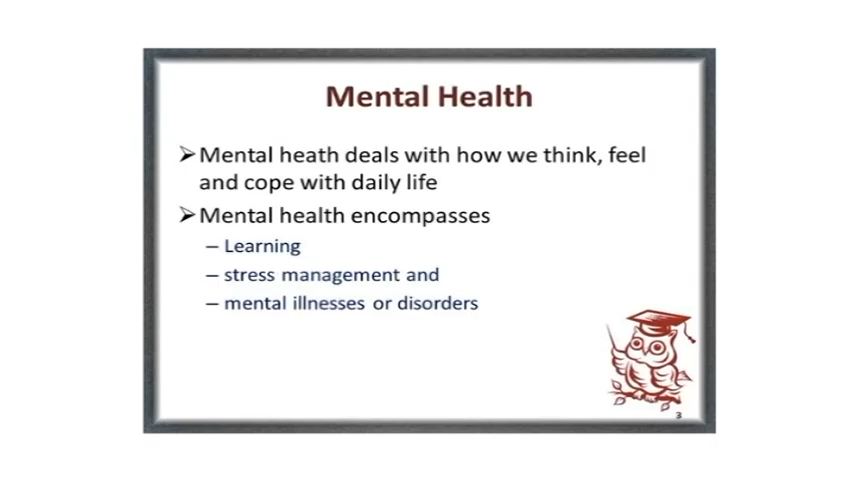 Mental Health
➢Mental heath deals with how we think, feel
and cope with daily life
➢Mental health encompasses
– Learning
– stress management and
– mental illnesses or disorders
3